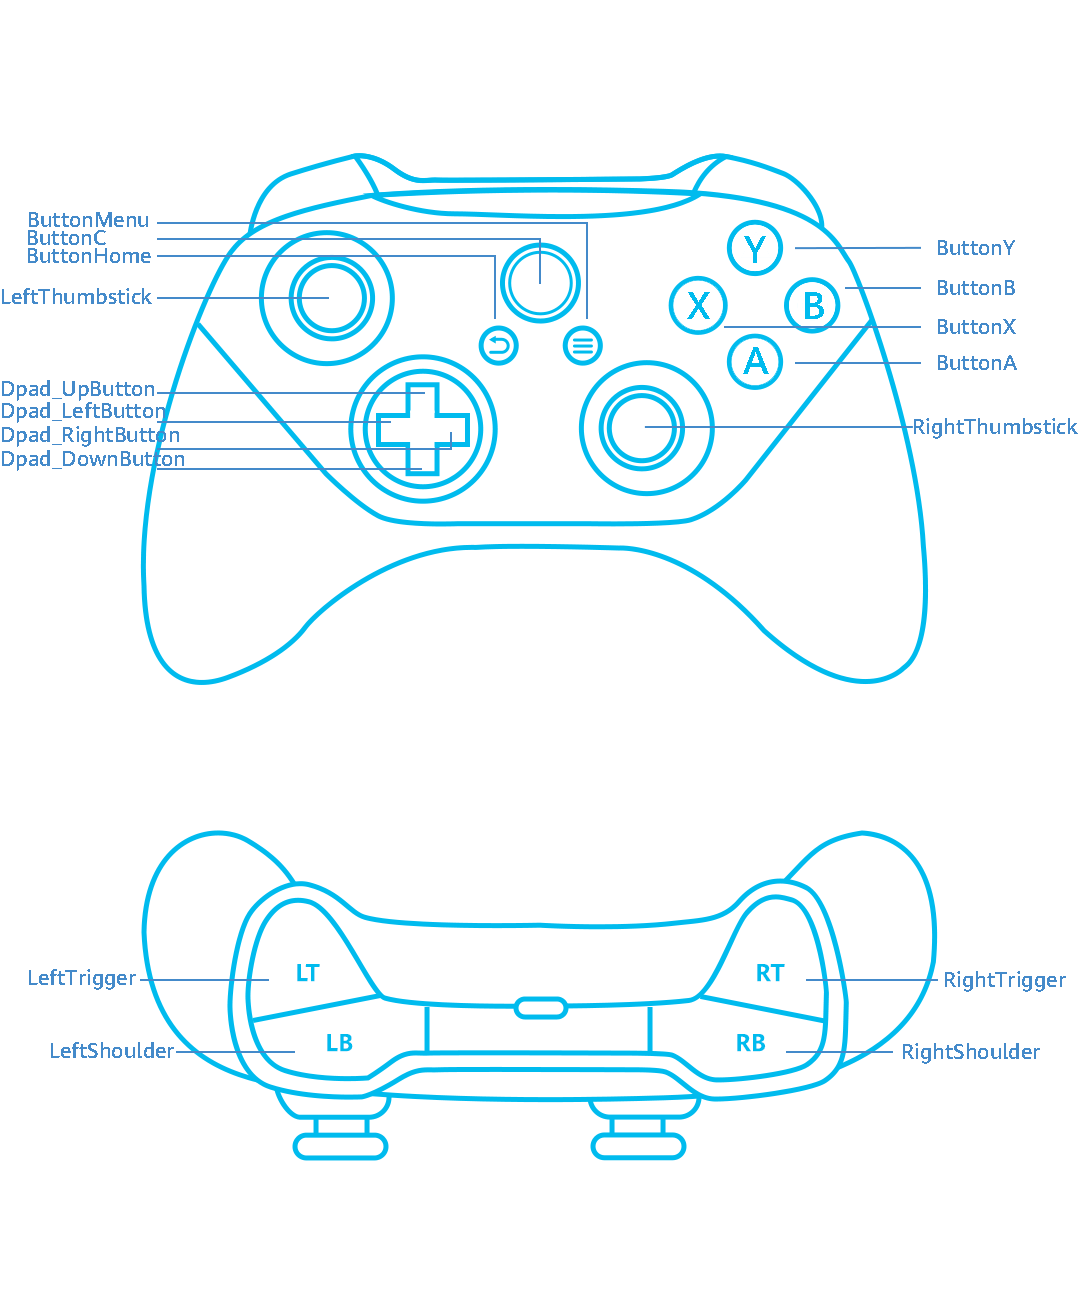 ButtonMenu
ButtonC
ButtonHome
LeftThumbstick
Y
X
B
A
ButtonY
ButtonB
ButtonX
ButtonA
Dpad_UpButton
Dpad_LeftButton
Dpad_RightButton
Dpad_DownButton
RightThumbstick
LT
RT
LeftTrigger
RightTrigger
LB
RB
LeftShoulder
RightShoulder